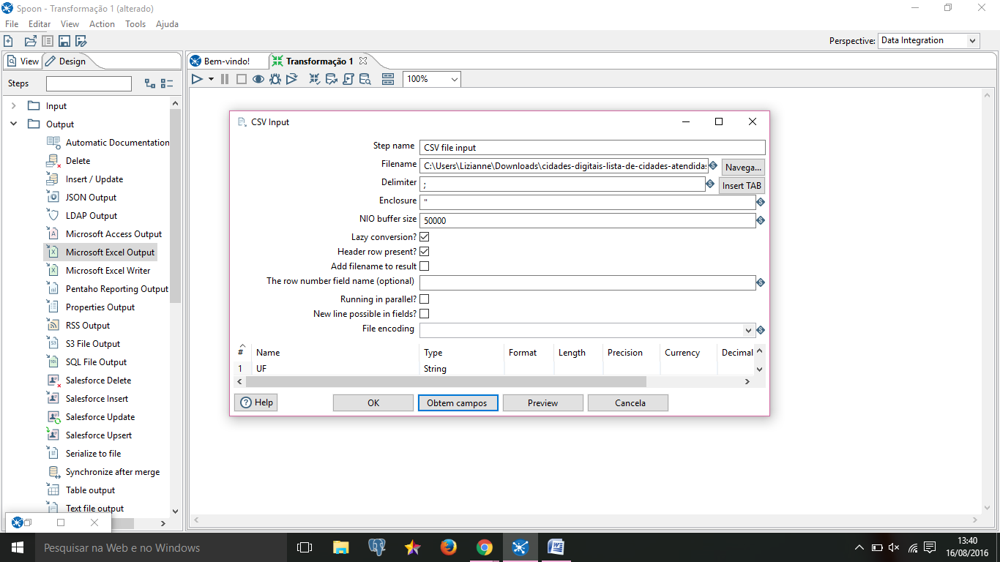 Spoon - Transformação 1 (alterado)
File Editar View Action Tools Ajuda
Perspective: Data Integration
View Design
Bem-vindo! Transformação 1
Steps
100%
Input
Output
Automatic Documentation
Delete
Insert / Update
JSON Output
LDAP Output
Microsoft Access Output
Microsoft Excel Output
Microsoft Excel Writer
Pentaho Reporting Output
Properties Output
RSS Output
S3 File Output
SQL File Output
Salesforce Delete
Salesforce Insert
Salesforce Update
Salesforce Upsert
Serialize to file
Synchronize after merge
Table output
Text file output
CSV Input
Step name CSV file input
Filename C:\Users\Lizianne\Downloads\cidades-digitais-lista-de-cidades-atendidas Navega...
Delimiter ; Insert TAB
Enclosure "
NIO buffer size 50000
Lazy conversion?
Header row present?
Add filename to result
The row number field name (optional)
Running in parallel?
New line possible in fields?
File encoding
# Name Type Format Length Precision Currency Decimal
1 UF String
Help OK Obtem campos Preview Cancela
Pesquisar na Web e no Windows
13:40
16/08/2016